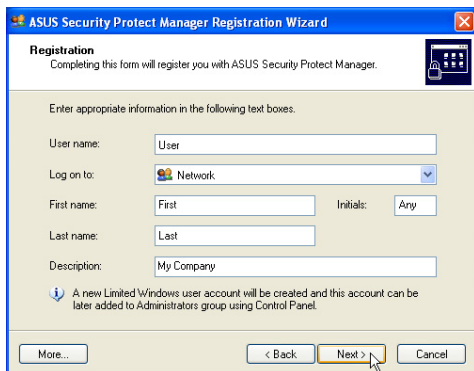 ASUS Security Protect Manager Registration Wizard
Registration
Completing this form will register you with ASUS Security Protect Manager.
Enter appropriate information in the following text boxes.
User name: User
Log on to: Network
First name: First Initials: Any
Last name: Last
Description: My Company
A new Limited Windows user account will be created and this account can be
later added to Administrators group using Control Panel.
More... < Back Next > Cancel